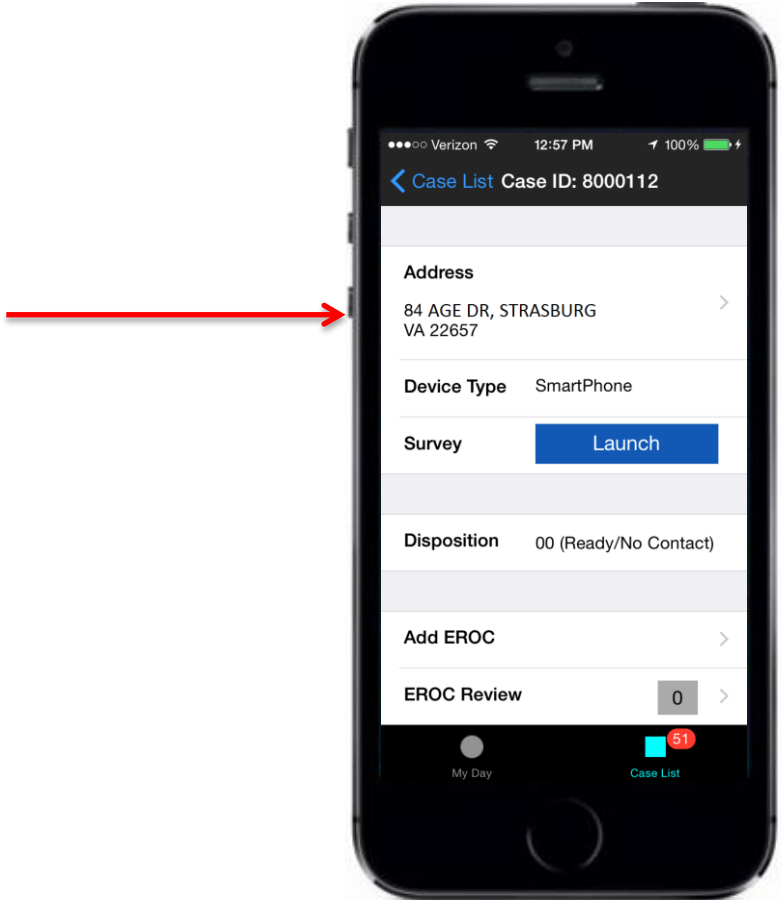 ●●●○○ Verizon 12:57 PM 100%
Case List Case ID: 8000112
Address
84 AGE DR, STRASBURG
VA 22657
Device Type SmartPhone
Survey Launch
Disposition 00 (Ready/No Contact)
Add EROC
EROC Review 0
51
My Day Case List